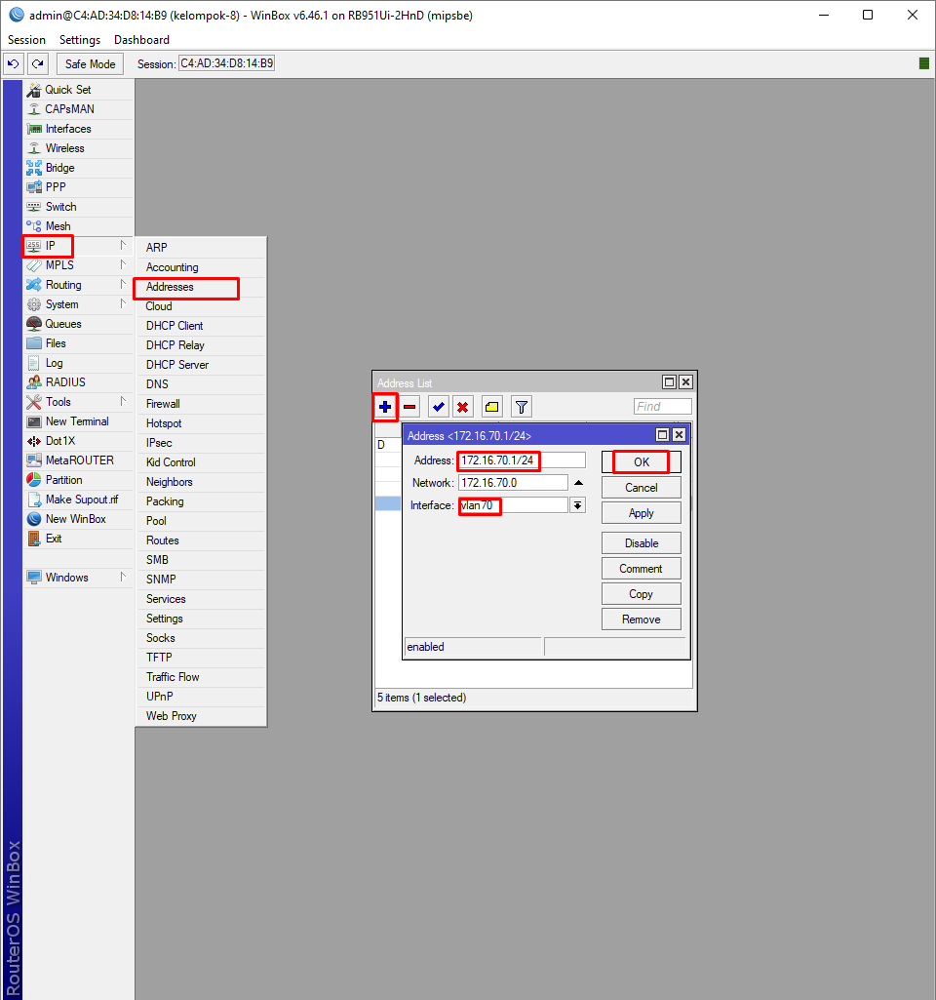 admin@C4:AD:34:D8:14:B9 (kelompok-8) - WinBox v6.46.1 on RB951Ui-2HnD (mipsbe)
Session Settings Dashboard
Safe Mode Session: C4:AD:34:D8:14:B9
Quick Set
CAPsMAN
Interfaces
Wireless
Bridge
PPP
Switch
Mesh
IP
MPLS
Routing
System
Queues
Files
Log
RADIUS
Tools
New Terminal
Dot1X
MetaROUTER
Partition
Make Supout.rif
New WinBox
Exit
Windows
RouterOS WinBox
ARP
Accounting
Addresses
Cloud
DHCP Client
DHCP Relay
DHCP Server
DNS
Firewall
Hotspot
IPsec
Kid Control
Neighbors
Packing
Pool
Routes
SMB
SNMP
Services
Settings
Socks
TFTP
Traffic Flow
UPnP
Web Proxy
Address List
Find
D
Address <172.16.70.1/24>
Address: 172.16.70.1/24
Network: 172.16.70.0
Interface: vlan70
OK
Cancel
Apply
Disable
Comment
Copy
Remove
enabled
5 items (1 selected)